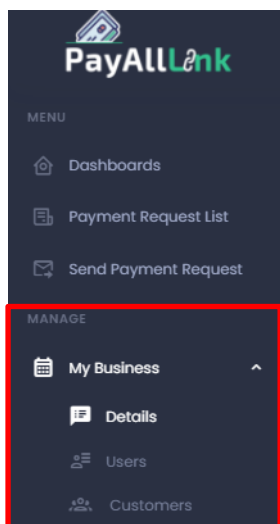 PayAllLink
MENU
Dashboards
Payment Request List
Send Payment Request
MANAGE
My Business
Details
Users
Customers